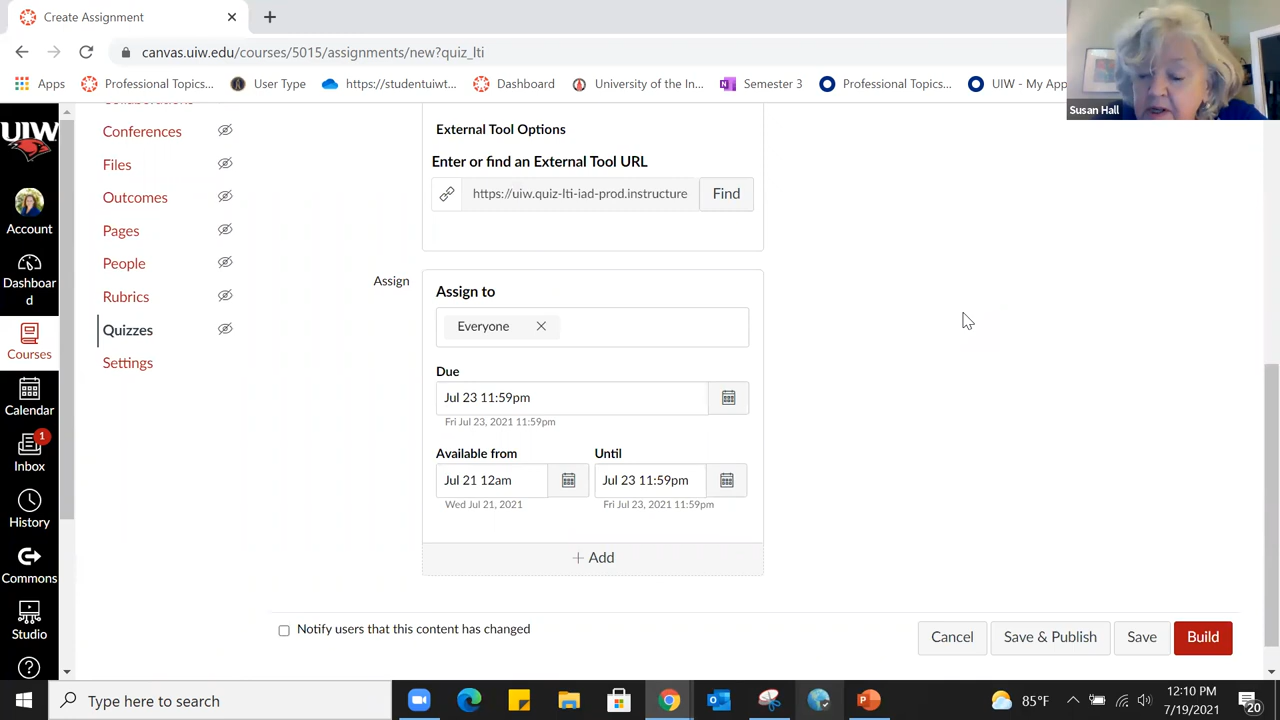 Create Assignment
canvas.uiw.edu/courses/5015/assignments/new?quiz_lti
Apps
Professional Topics...
User Type
https://studentuiwt...
Dashboard
University of the In...
Semester 3
Professional Topics...
UIW - My App
Susan Hall
UIW
Account
Dashboar
d
Courses
Calendar
1
Inbox
History
Commons
Studio
Collaborations
Conferences
Files
Outcomes
Pages
People
Rubrics
Quizzes
Settings
External Tool Options
Enter or find an External Tool URL
https://uiw.quiz-lti-iad-prod.instructure
Find
Assign
Assign to
Everyone
Due
Jul 23 11:59pm
Fri Jul 23, 2021 11:59pm
Available from
Until
Jul 21 12am
Jul 23 11:59pm
Wed Jul 21, 2021
Fri Jul 23, 2021 11:59pm
+ Add
Notify users that this content has changed
Cancel
Save & Publish
Save
Build
Type here to search
85°F
12:10 PM
7/19/2021
20